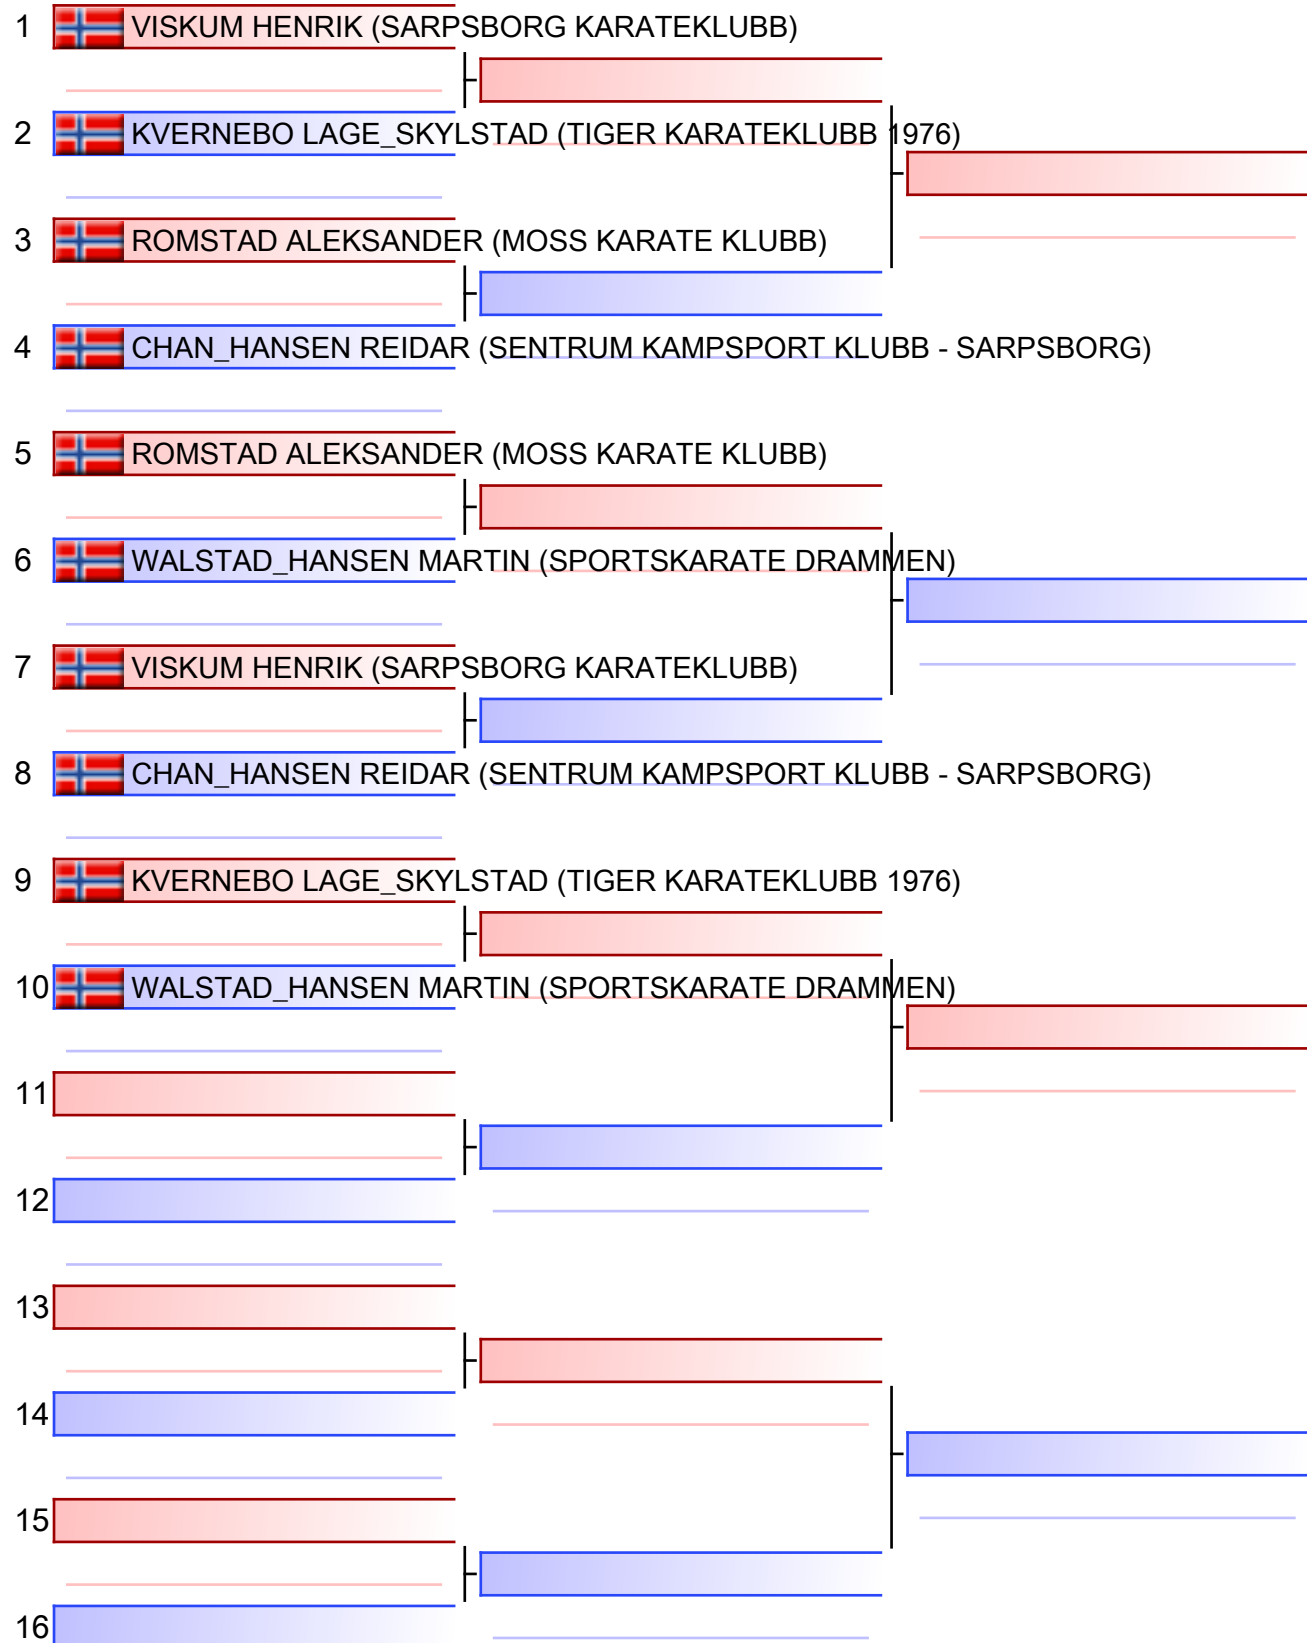 1 VISKUM HENRIK (SARPSBORG KARATEKLUBB)
2 KVERNEBO LAGE_SKYLSTAD (TIGER KARATEKLUBB 1976)
3 ROMSTAD ALEKSANDER (MOSS KARATE KLUBB)
4 CHAN_HANSEN REIDAR (SENTRUM KAMPSPORT KLUBB - SARPSBORG)
5 ROMSTAD ALEKSANDER (MOSS KARATE KLUBB)
6 WALSTAD_HANSEN MARTIN (SPORTSKARATE DRAMMEN)
7 VISKUM HENRIK (SARPSBORG KARATEKLUBB)
8 CHAN_HANSEN REIDAR (SENTRUM KAMPSPORT KLUBB - SARPSBORG)
9 KVERNEBO LAGE_SKYLSTAD (TIGER KARATEKLUBB 1976)
10 WALSTAD_HANSEN MARTIN (SPORTSKARATE DRAMMEN)
11
12
13
14
15
16